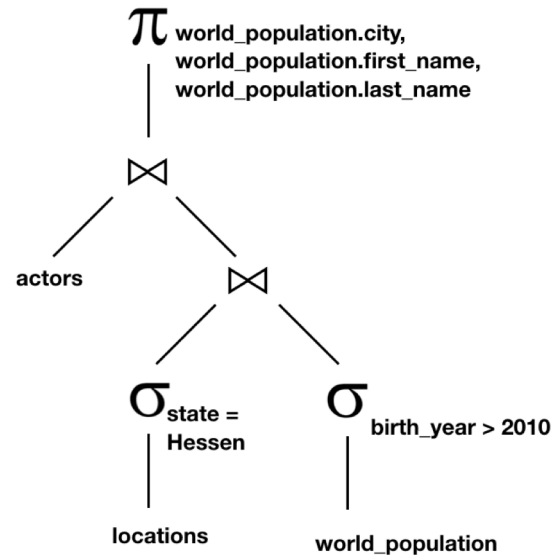 π world_population.city,
world_population.first_name,
world_population.last_name
⋈
actors
⋈
σ state =
Hessen
σ birth_year > 2010
locations
world_population